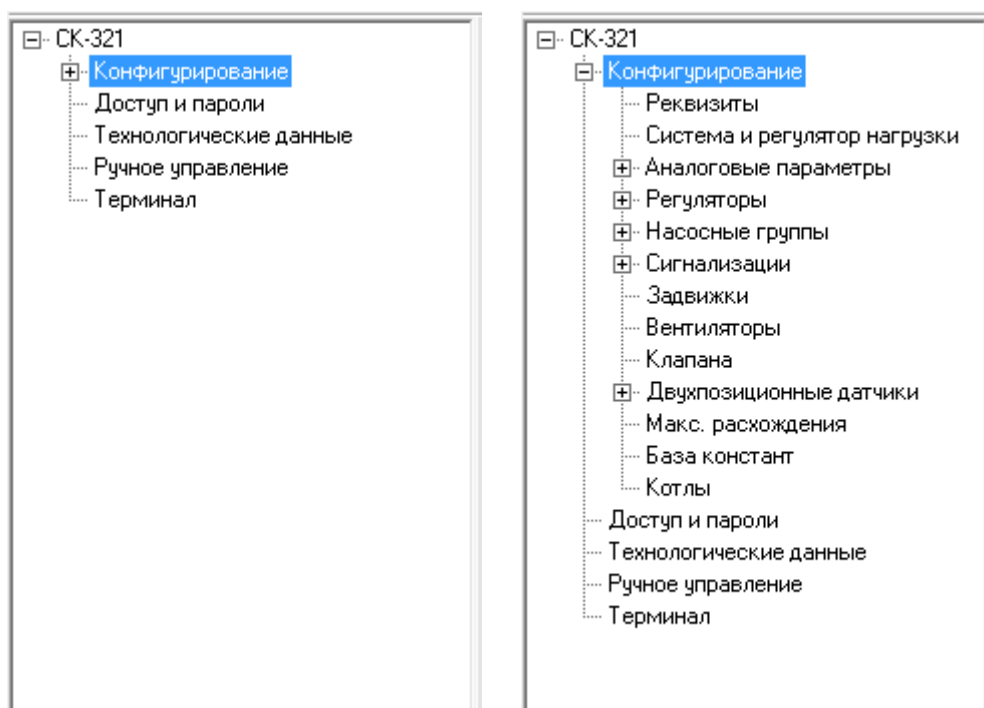 СК-321
Конфигурирование
Доступ и пароли
Технологические данные
Ручное управление
Терминал
СК-321
Конфигурирование
Реквизиты
Система и регулятор нагрузки
Аналоговые параметры
Регуляторы
Насосные группы
Сигнализации
Задвижки
Вентиляторы
Клапана
Двухпозиционные датчики
Макс. расхождения
База констант
Котлы
Доступ и пароли
Технологические данные
Ручное управление
Терминал